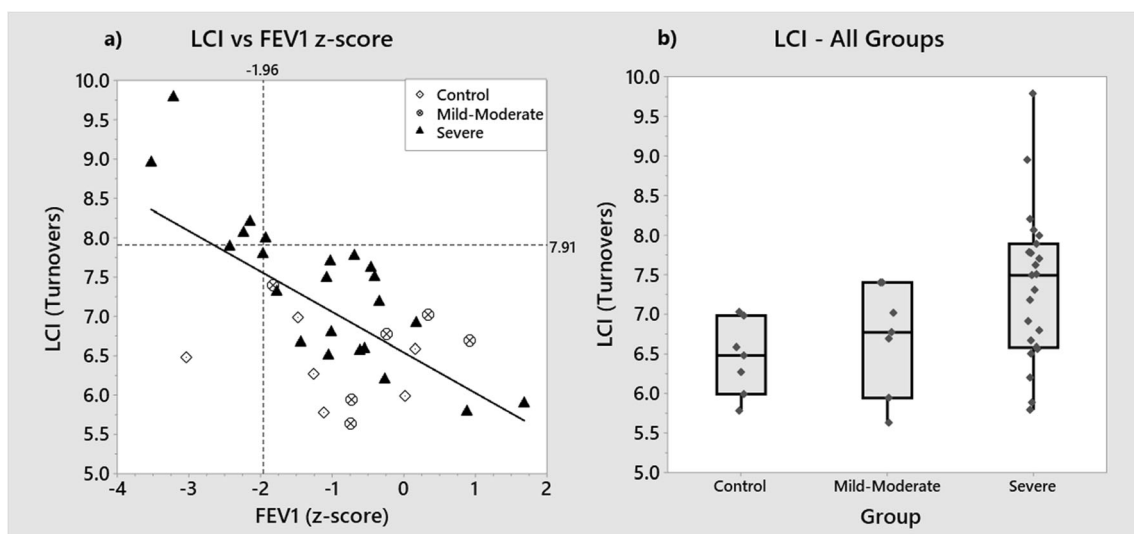 a) LCI vs FEV1 z-score
-1.96
10.0
9.5
9.0
8.5
8.0
7.5
7.0
6.5
6.0
5.5
5.0
LCI (Turnovers)
Control
Mild-Moderate
Severe
7.91
-4 -3 -2 -1 0 1 2
FEV1 (z-score)
b) LCI - All Groups
10.0
9.5
9.0
8.5
8.0
7.5
7.0
6.5
6.0
5.5
5.0
LCI (Turnovers)
Control Mild-Moderate Severe
Group